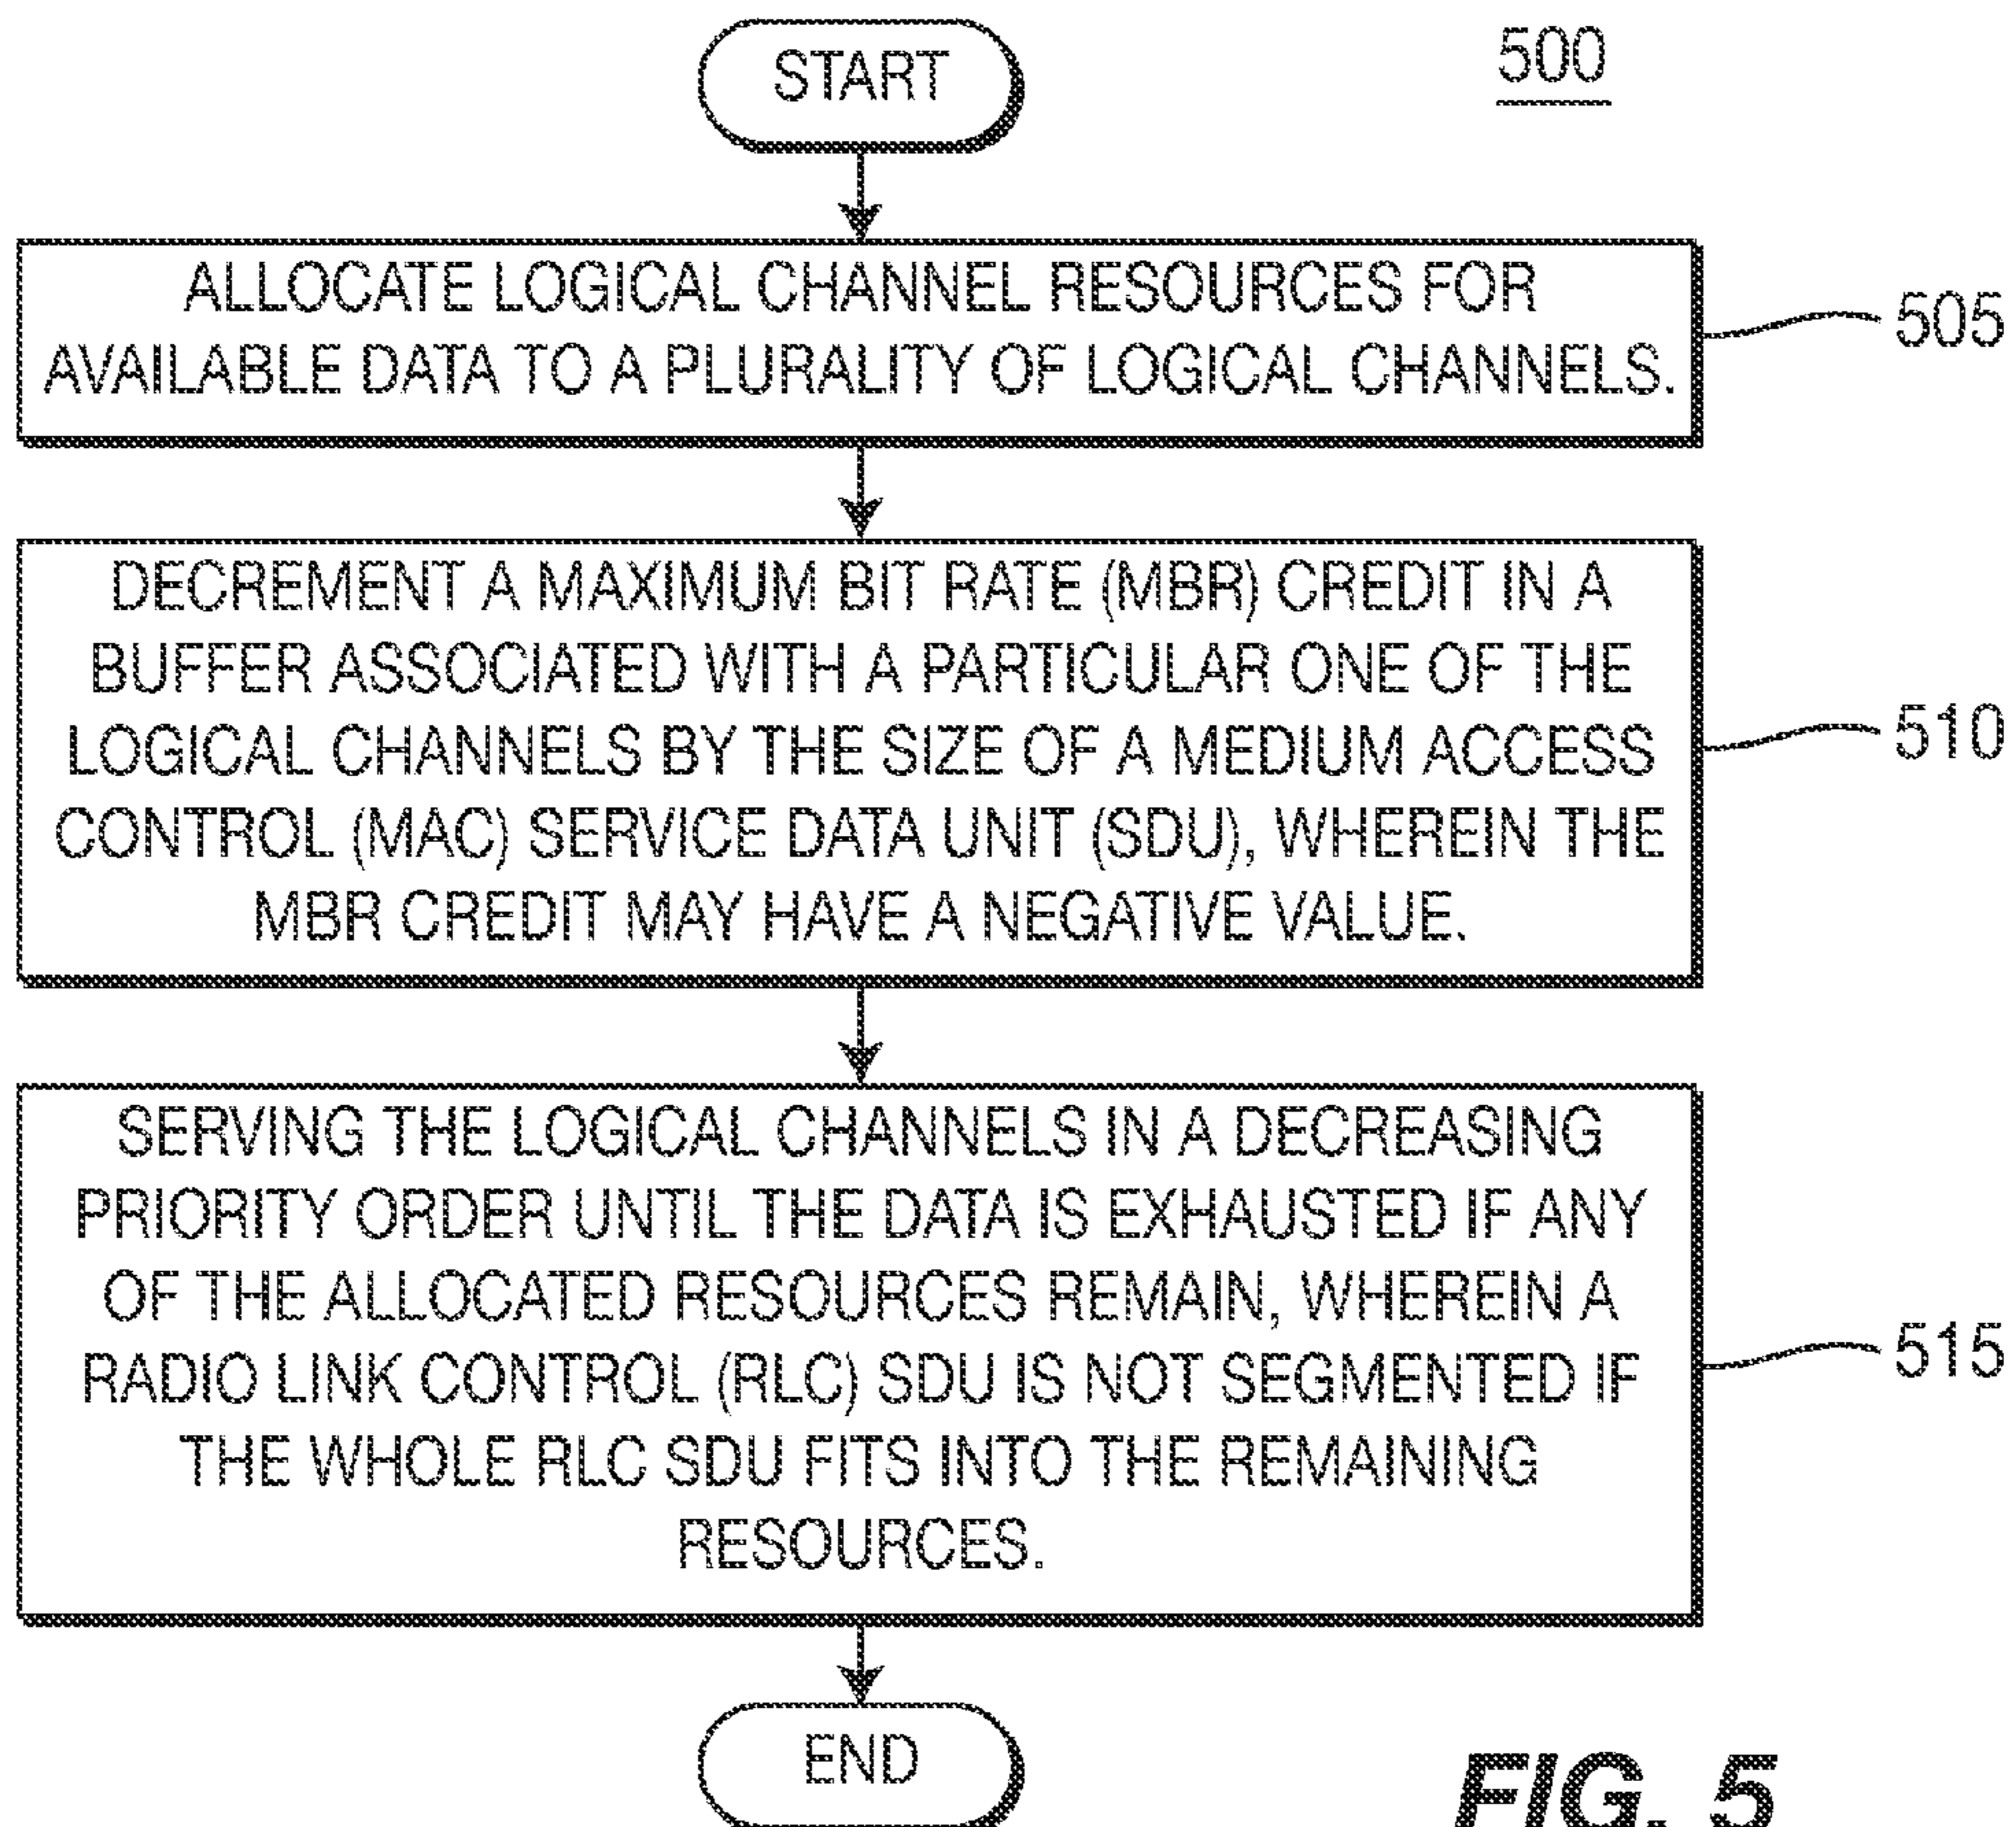 START
500
ALLOCATE LOGICAL CHANNEL RESOURCES FOR
AVAILABLE DATA TO A PLURALITY OF LOGICAL CHANNELS.
505
DECREMENT A MAXIMUM BIT RATE (MBR) CREDIT IN A
BUFFER ASSOCIATED WITH A PARTICULAR ONE OF THE
LOGICAL CHANNELS BY THE SIZE OF A MEDIUM ACCESS
CONTROL (MAC) SERVICE DATA UNIT (SDU), WHEREIN THE
MBR CREDIT MAY HAVE A NEGATIVE VALUE.
510
SERVING THE LOGICAL CHANNELS IN A DECREASING
PRIORITY ORDER UNTIL THE DATA IS EXHAUSTED IF ANY
OF THE ALLOCATED RESOURCES REMAIN, WHEREIN A
RADIO LINK CONTROL (RLC) SDU IS NOT SEGMENTED IF
THE WHOLE RLC SDU FITS INTO THE REMAINING
RESOURCES.
515
END
FIG. 5